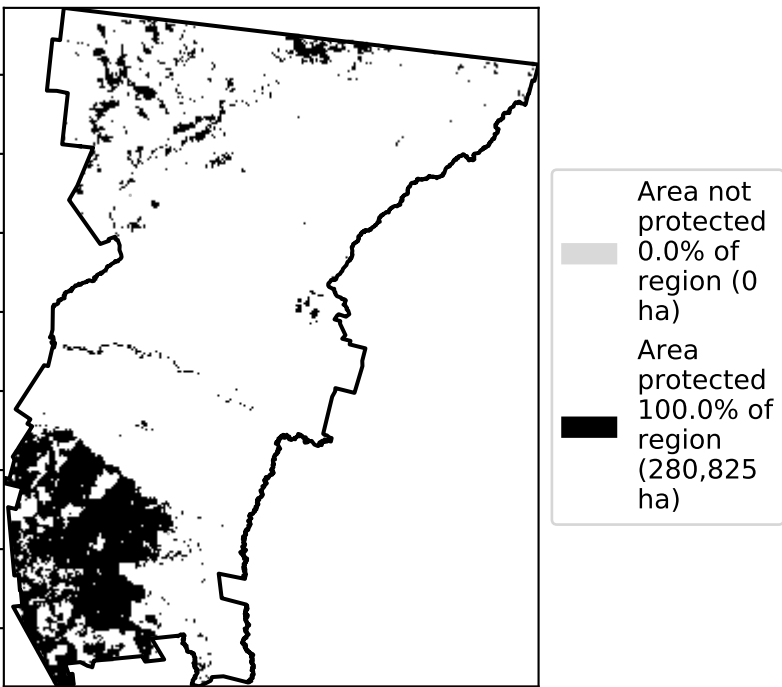 Area not
protected
0.0% of
region (0
ha)
Area
protected
100.0% of
region
(280,825
ha)